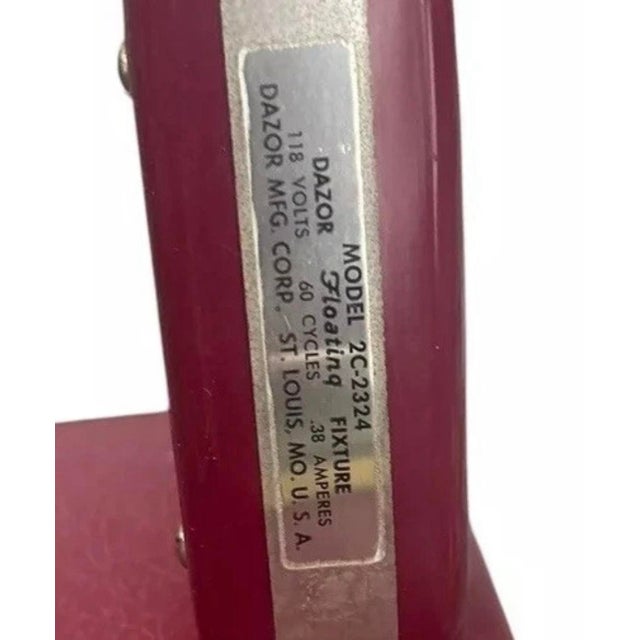 MODEL 2C-2324
DAZOR Floating FIXTURE
118 VOLTS 60 CYCLES .38 AMPERES
DAZOR MFG. CORP. ST. LOUIS, MO. U. S. A.